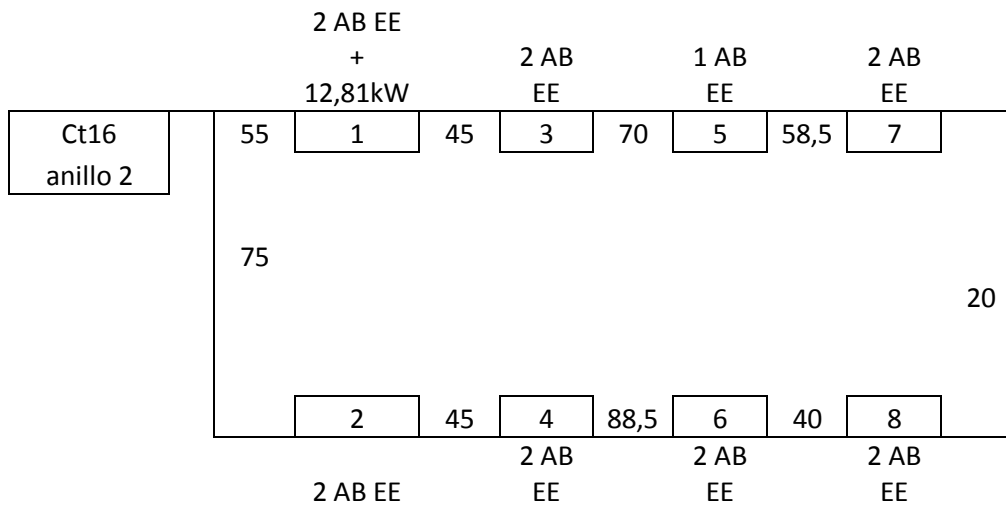 2 AB EE
+ 2 AB 1 AB 2 AB
12,81kW EE EE EE
Ct16 55 1 45 3 70 5 58,5 7
anillo 2
75
20
2 45 4 88,5 6 40 8
2 AB 2 AB 2 AB
2 AB EE EE EE EE